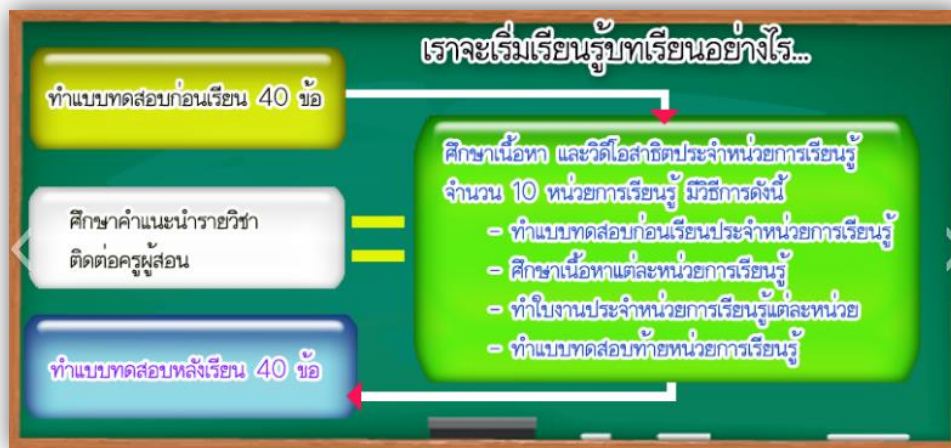 เราจะเริ่มเรียนรู้บทเรียนอย่างไร...
ทำแบบทดสอบก่อนเรียน 40 ข้อ
ศึกษาเนื้อหา และวิดีโอสาธิตประจำหน่วยการเรียนรู้
จำนวน 10 หน่วยการเรียนรู้ มีวิธีการดังนี้
- ทำแบบทดสอบก่อนเรียนประจำหน่วยการเรียนรู้
- ศึกษาเนื้อหาแต่ละหน่วยการเรียนรู้
- ทำใบงานประจำหน่วยการเรียนรู้แต่ละหน่วย
- ทำแบบทดสอบท้ายหน่วยการเรียนรู้
ศึกษาคำแนะนำรายวิชา
ติดต่อครูผู้สอน
ทำแบบทดสอบหลังเรียน 40 ข้อ